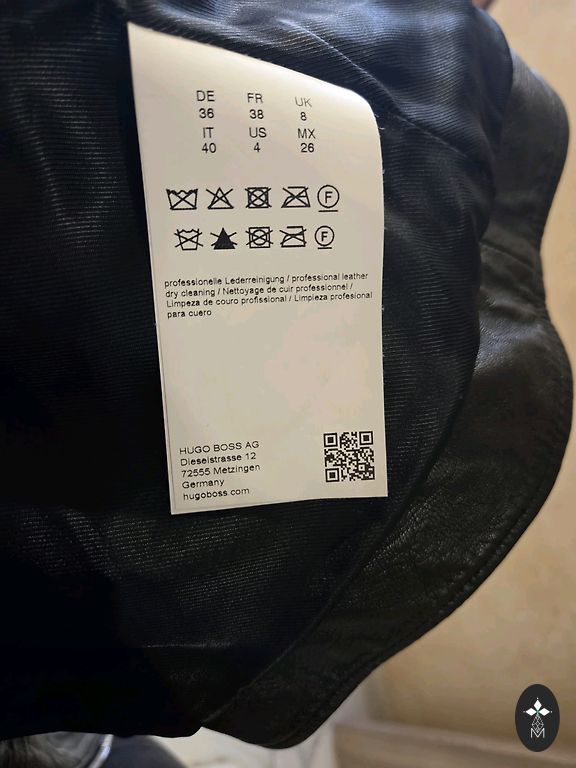 DE FR UK
36 38 8
IT US MX
40 4 26
F
F
professionelle Lederreinigung / professional leather
dry cleaning / Nettoyage de cuir professionnel /
Limpeza de couro profissional / Limpieza profesional
para cuero
HUGO BOSS AG
Dieselstrasse 12
72555 Metzingen
Germany
hugoboss.com
M